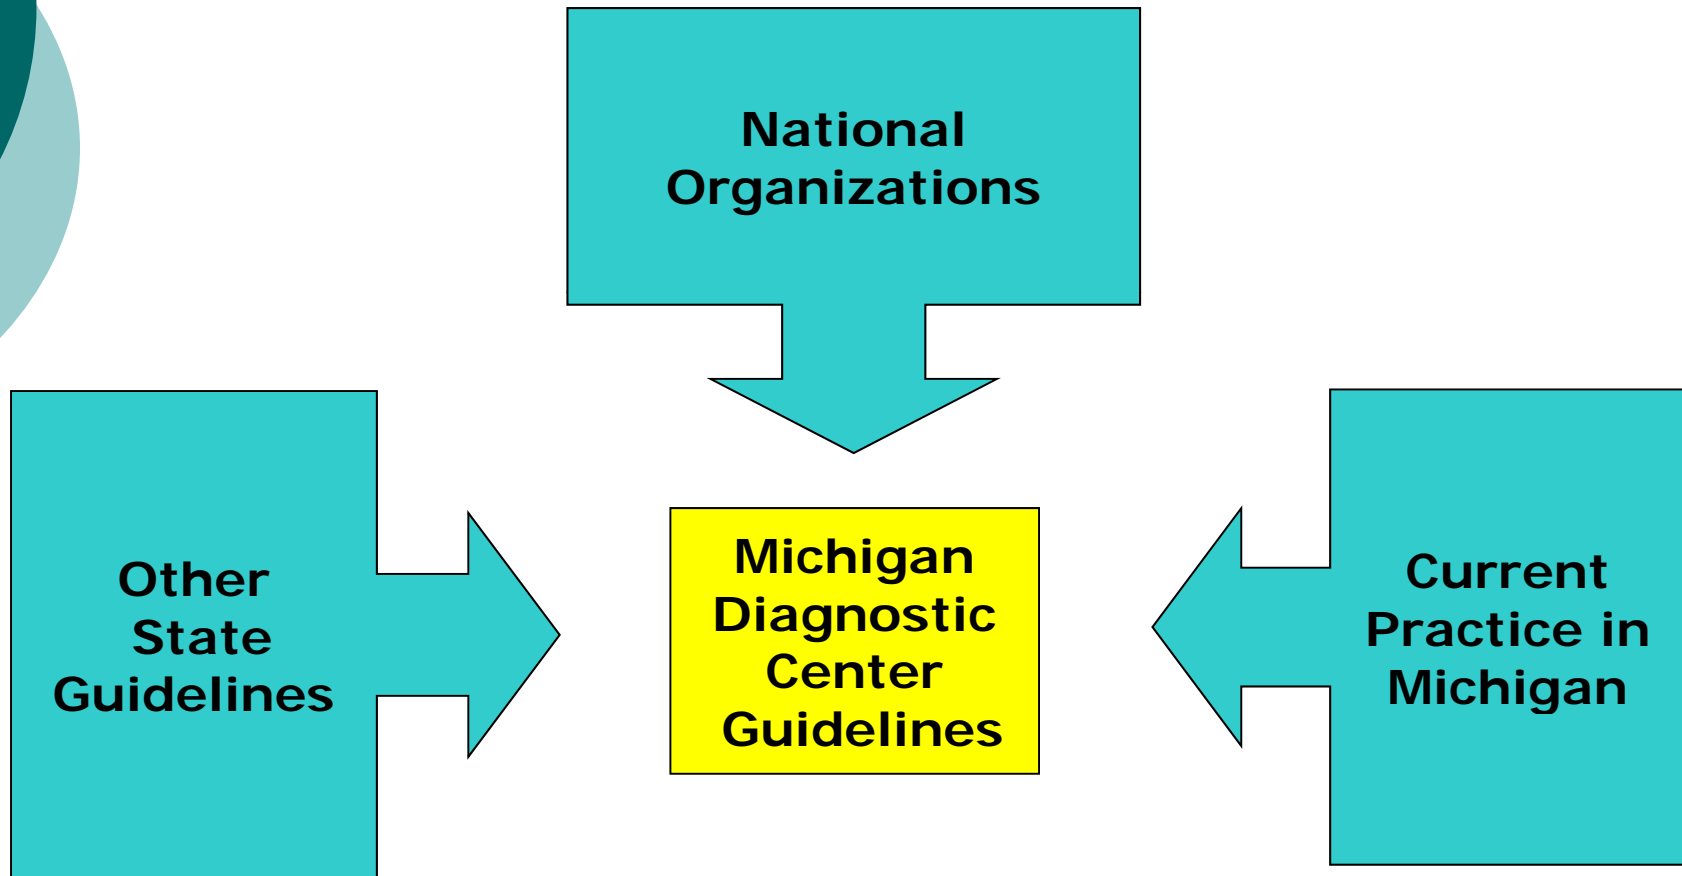 National
Organizations
Other
State
Guidelines
Michigan
Diagnostic
Center
Guidelines
Current
Practice in
Michigan